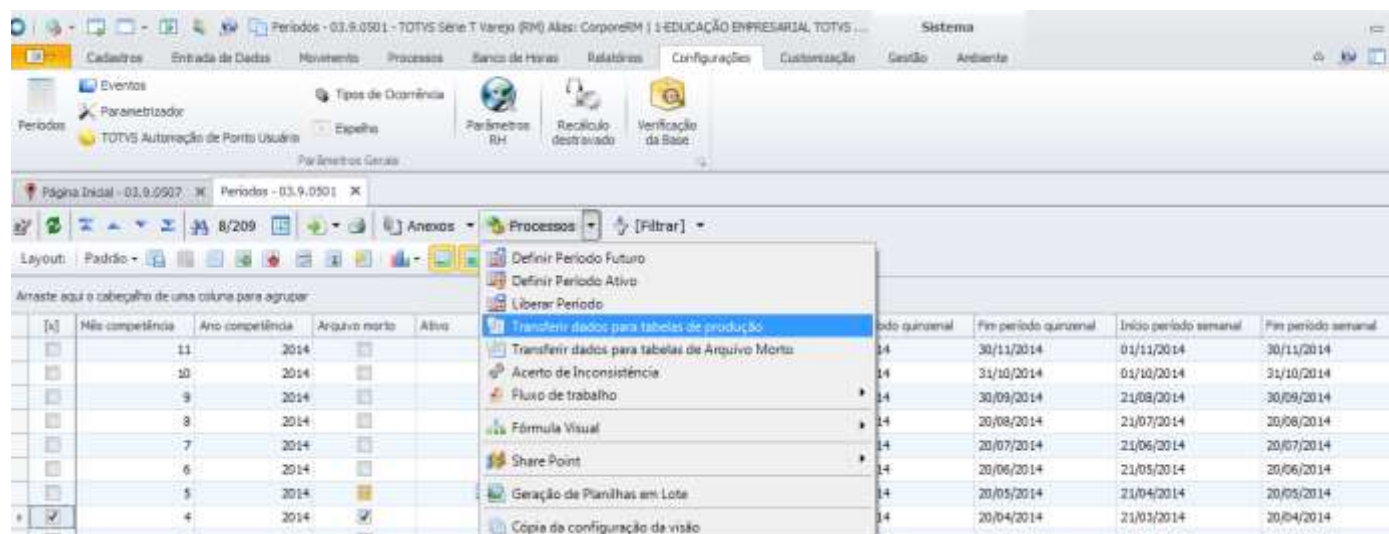 Períodos - 03.9.0501 - TOTVS Série T Varejo (RM) Alias: CorporeRM | 1-EDUCAÇÃO EMPRESARIAL TOTVS ... Sistema
Cadastros Entrada de Dados Movimento Processos Banco de Horas Relatórios Configurações Customização Gestão Ambiente
Períodos
Eventos
Parametrizador
TOTVS Automação de Ponto Usuário
Tipos de Ocorrência
Espelho
Parâmetros RH
Recálculo destravado
Verificação da Base
Parâmetros Gerais
Página Inicial - 03.9.0507 Períodos - 03.9.0501
8/209 Anexos Processos [Filtrar]
Layout: Padrão
Arraste aqui o cabeçalho de uma coluna para agrupar
Definir Período Futuro
Definir Período Ativo
Liberar Período
Transferir dados para tabelas de produção
Transferir dados para tabelas de Arquivo Morto
Acerto de Inconsistência
Fluxo de trabalho
Fórmula Visual
Share Point
Geração de Planilhas em Lote
Cópia da configuração da visão
[x] Mês competência Ano competência Arquivo morto Ativo odo quinzenal Fim período quinzenal Início período semanal Fim período semanal
11 2014 14 30/11/2014 01/11/2014 30/11/2014
10 2014 14 31/10/2014 01/10/2014 31/10/2014
9 2014 14 30/09/2014 21/08/2014 30/09/2014
8 2014 14 20/08/2014 21/07/2014 20/08/2014
7 2014 14 20/07/2014 21/06/2014 20/07/2014
6 2014 14 20/06/2014 21/05/2014 20/06/2014
5 2014 14 20/05/2014 21/04/2014 20/05/2014
4 2014 14 20/04/2014 21/03/2014 20/04/2014